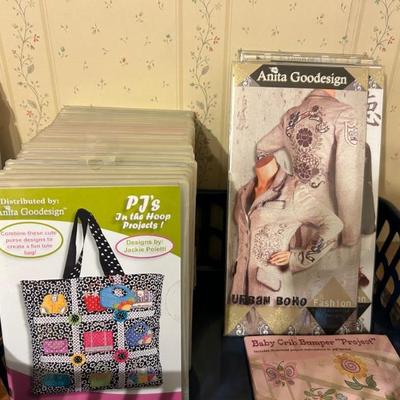 Distributed by:
Anita Goodesign
Combine these cute
purse designs to
create a fun tote
bag!
PJ's
In the Hoop
Projects!
Designs by:
Jackie Poletti
Anita Goodesign
URBAN BOHO
Fashion
Baby Crib Bumper "Project"